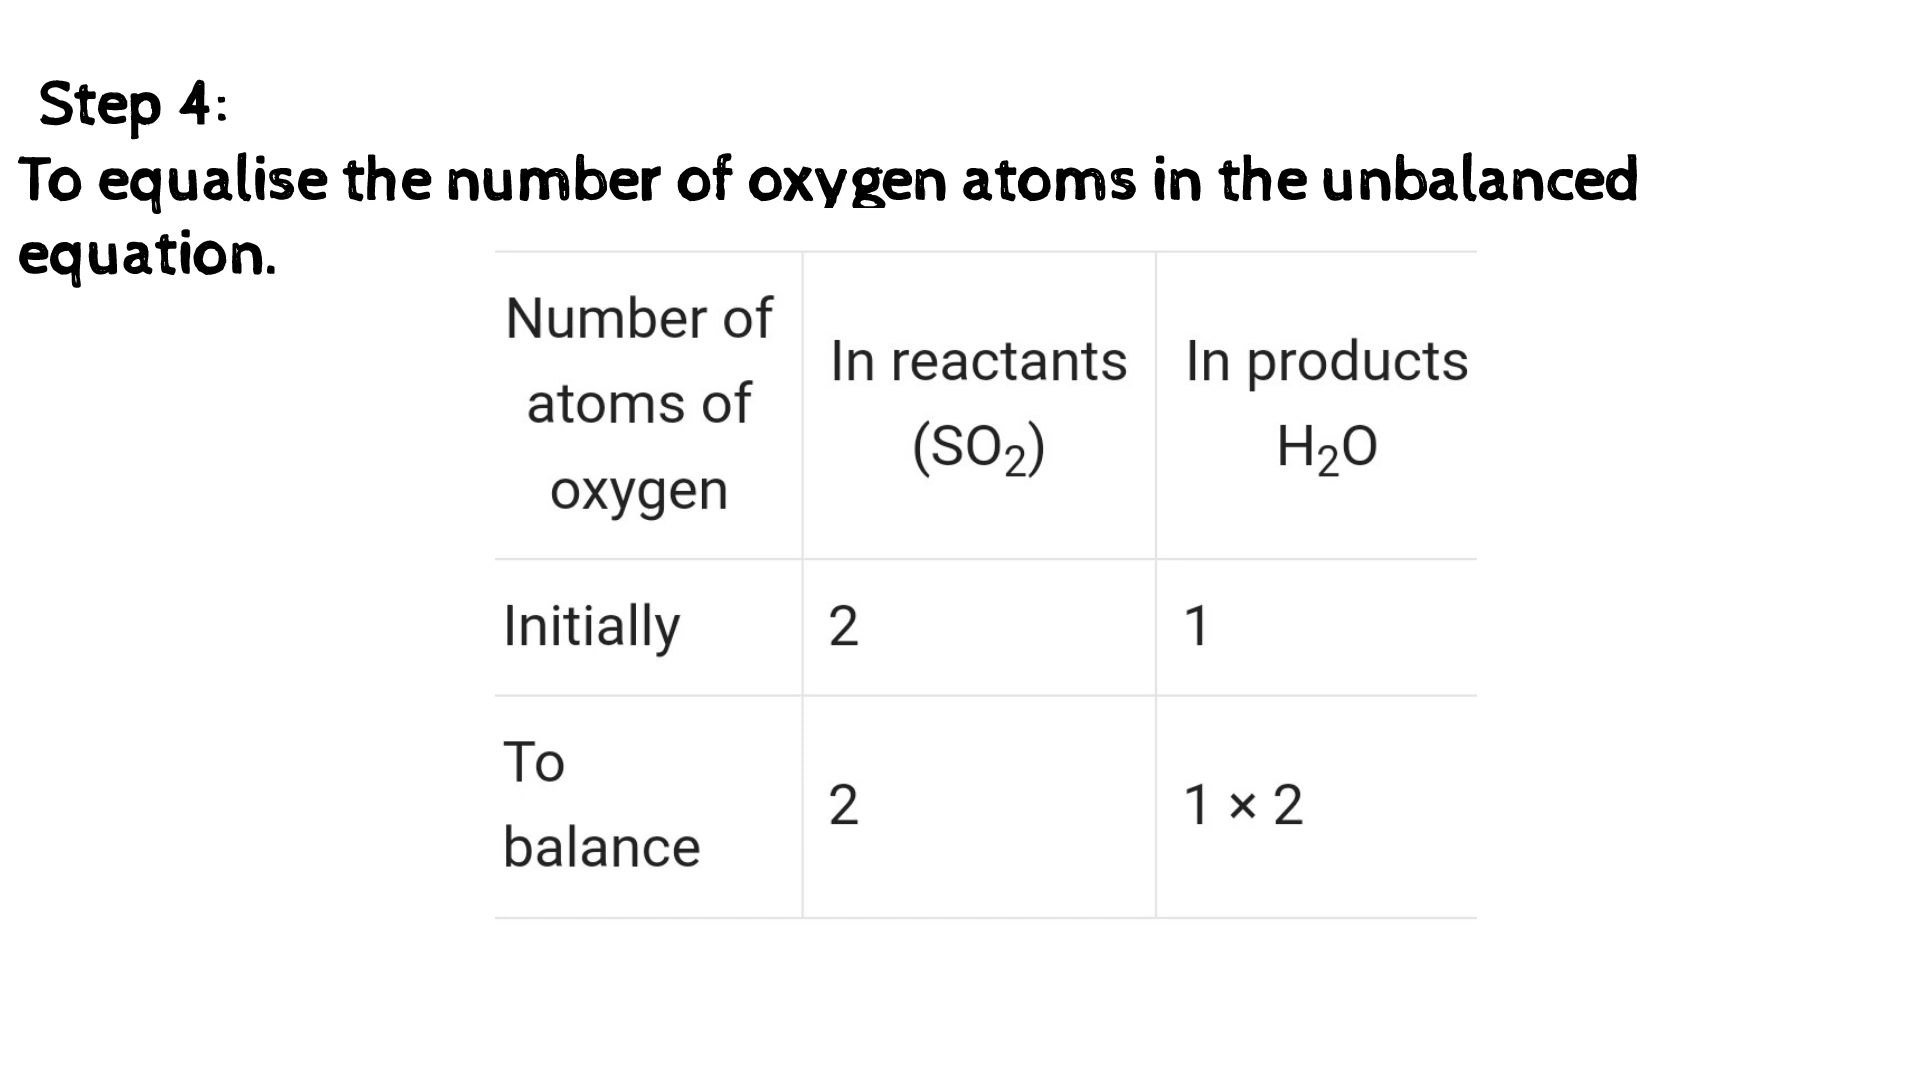 Step 4:
To equalise the number of oxygen atoms in the unbalanced
equation.
Number of
atoms of
oxygen
In reactants
(SO₂)
In products
H₂O
Initially
2
1
To
balance
2
1 × 2